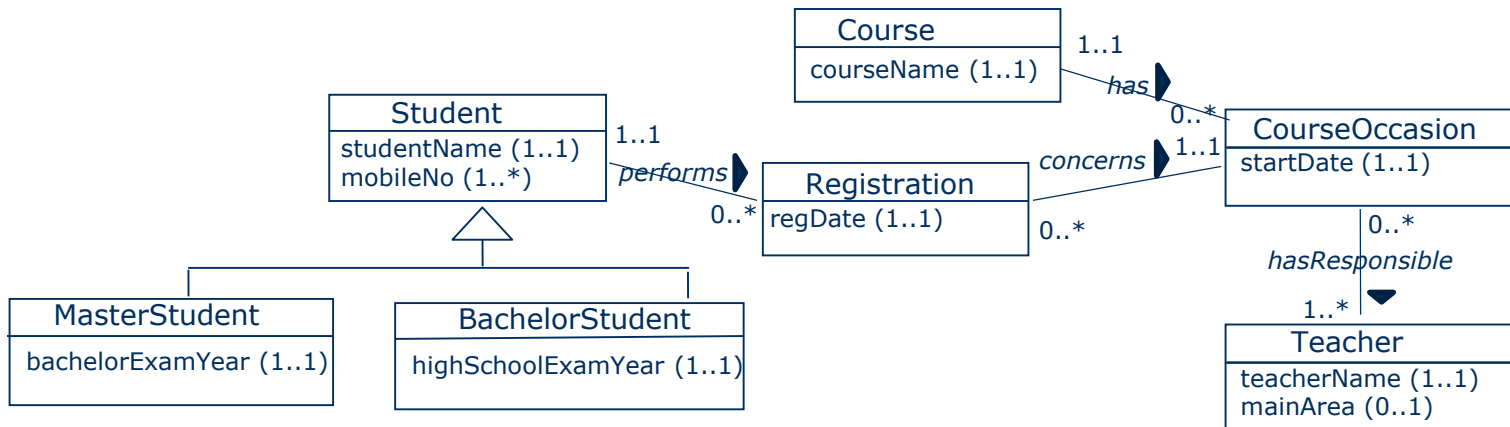 Course
courseName (1..1)
1..1
has
0..*
CourseOccasion
startDate (1..1)
Student
studentName (1..1)
mobileNo (1..*)
1..1
performs
0..*
Registration
regDate (1..1)
concerns
1..1
0..*
0..*
hasResponsible
1..*
MasterStudent
bachelorExamYear (1..1)
BachelorStudent
highSchoolExamYear (1..1)
Teacher
teacherName (1..1)
mainArea (0..1)